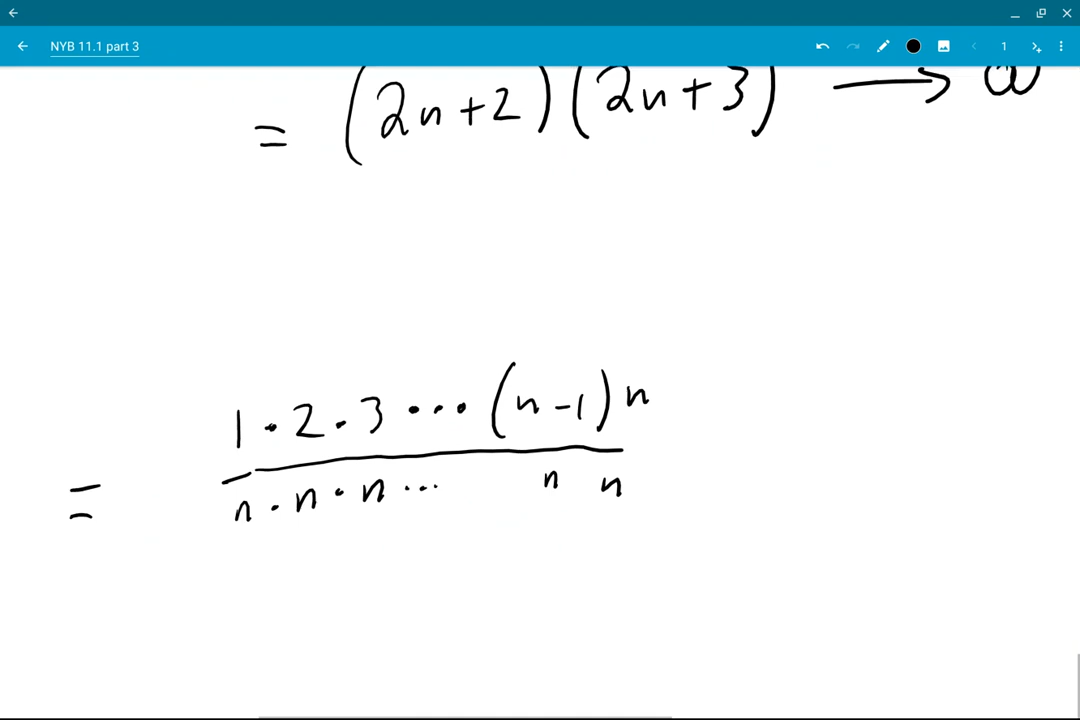 NYB 11.1 part 3
1
= (2n+2)(2n+3) → ∞
1 · 2 · 3 ··· (n-1) n
= n · n · n ··· n n